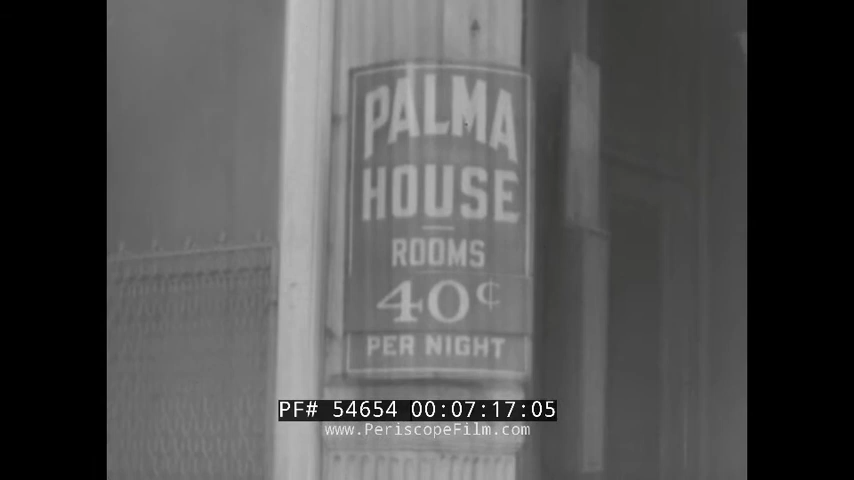 PALMA
HOUSE
ROOMS
40¢
PER NIGHT
PF# 54654 00:07:17:05
www.PeriscopeFilm.com